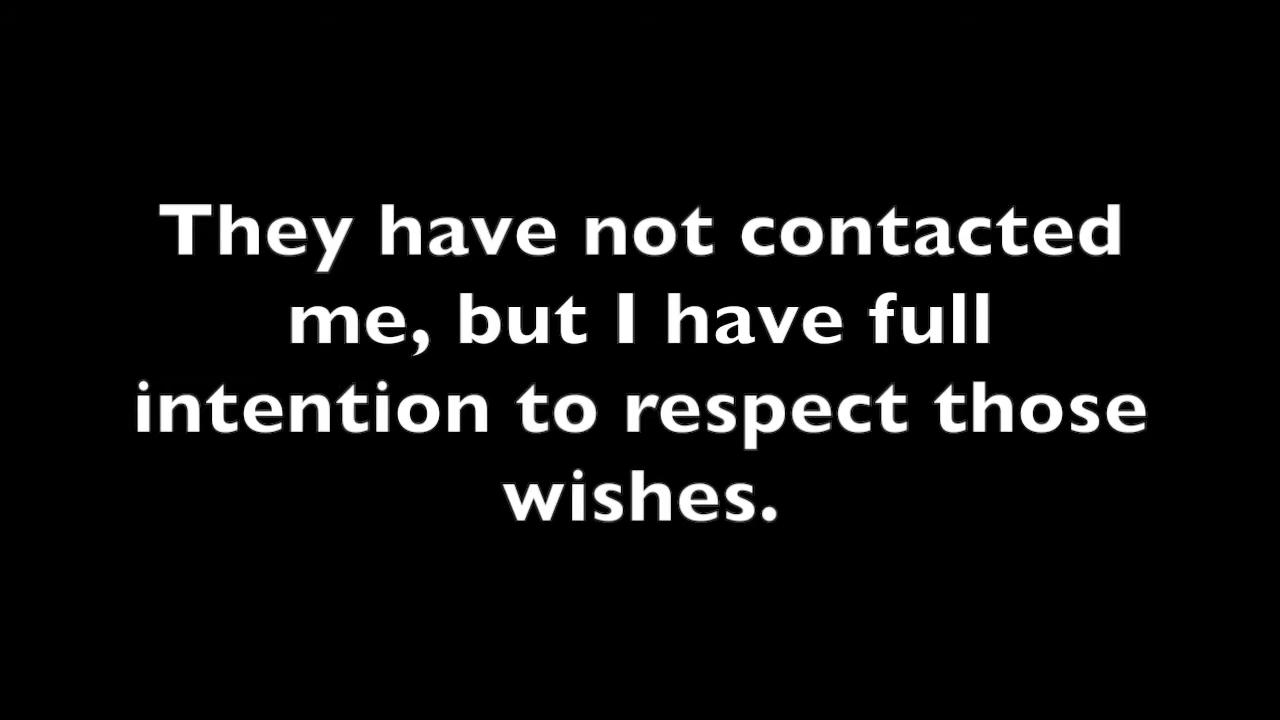 They have not contacted
me, but I have full
intention to respect those
wishes.